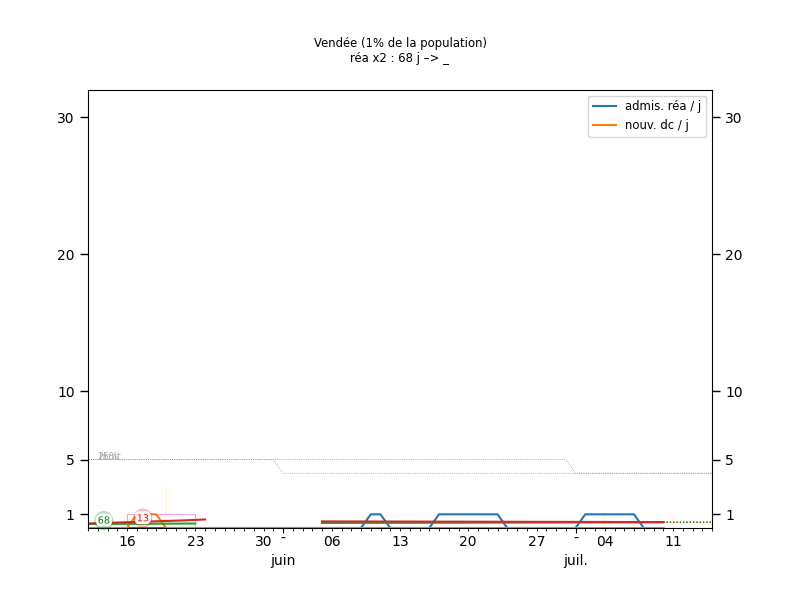 Vendée (1% de la population)
réa x2 : 68 j –> _
admis. réa / j
nouv. dc / j
30 30
20 20
10 10
5 5
1 1
68 13
16 23 30 - 06 13 20 27 - 04 11
juin juil.